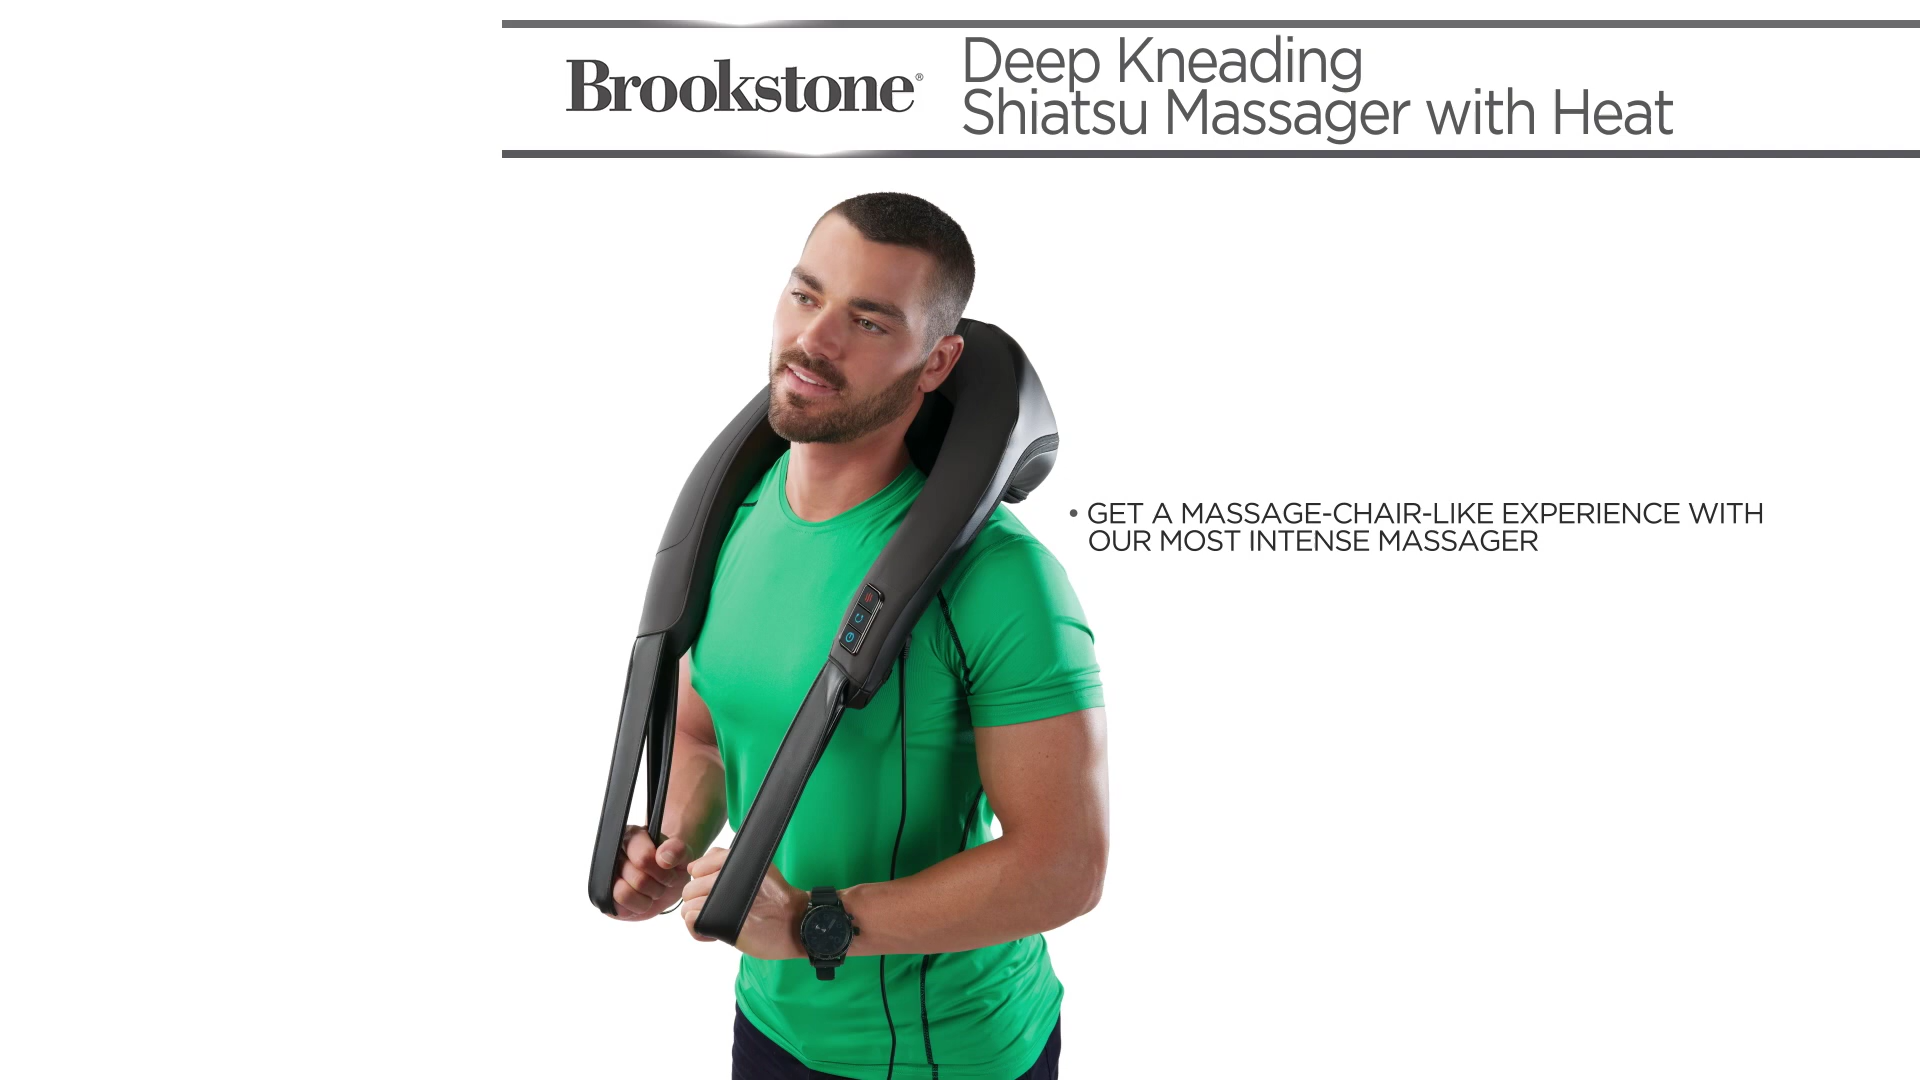 Brookstone®
Deep Kneading
Shiatsu Massager with Heat
• GET A MASSAGE-CHAIR-LIKE EXPERIENCE WITH
OUR MOST INTENSE MASSAGER